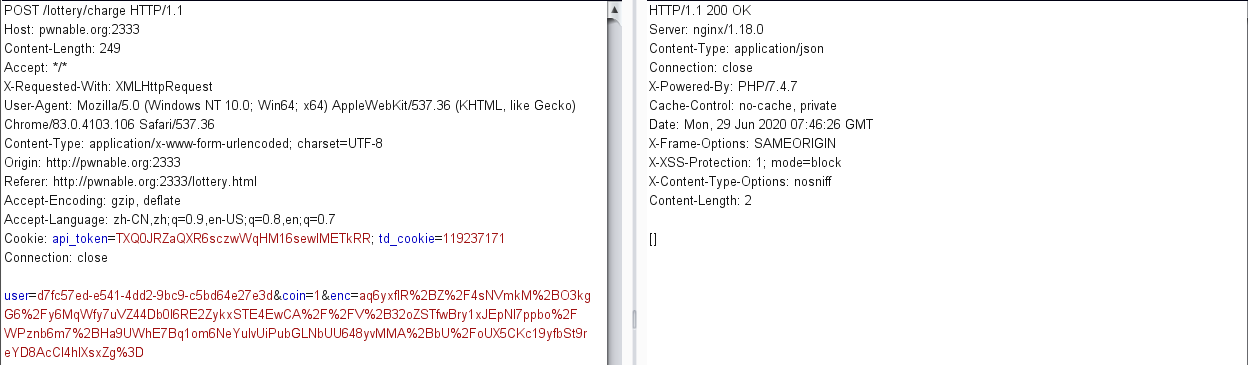 POST /lottery/charge HTTP/1.1
Host: pwnable.org:2333
Content-Length: 249
Accept: */*
X-Requested-With: XMLHttpRequest
User-Agent: Mozilla/5.0 (Windows NT 10.0; Win64; x64) AppleWebKit/537.36 (KHTML, like Gecko)
Chrome/83.0.4103.106 Safari/537.36
Content-Type: application/x-www-form-urlencoded; charset=UTF-8
Origin: http://pwnable.org:2333
Referer: http://pwnable.org:2333/lottery.html
Accept-Encoding: gzip, deflate
Accept-Language: zh-CN,zh;q=0.9,en-US;q=0.8,en;q=0.7
Cookie: api_token=TXQ0JRZaQXR6sczwWqHM16sewIMETkRR; td_cookie=119237171
Connection: close
user=d7fc57ed-e541-4dd2-9bc9-c5bd64e27e3d&coin=1&enc=aq6yxflR%2BZ%2F4sNVmkM%2BO3kg
G6%2Fy6MqWfy7uVZ44Db0l6RE2ZykxSTE4EwCA%2F%2FV%2B32oZSTfwBry1xJEpNl7ppbo%2F
WPznb6m7%2BHa9UWhE7Bq1om6NeYulvUiPubGLNbUU648yvMMA%2BbU%2FoUX5CKc19yfbSt9r
eYD8AcCl4hlXsxZg%3D
HTTP/1.1 200 OK
Server: nginx/1.18.0
Content-Type: application/json
Connection: close
X-Powered-By: PHP/7.4.7
Cache-Control: no-cache, private
Date: Mon, 29 Jun 2020 07:46:26 GMT
X-Frame-Options: SAMEORIGIN
X-XSS-Protection: 1; mode=block
X-Content-Type-Options: nosniff
Content-Length: 2
[]